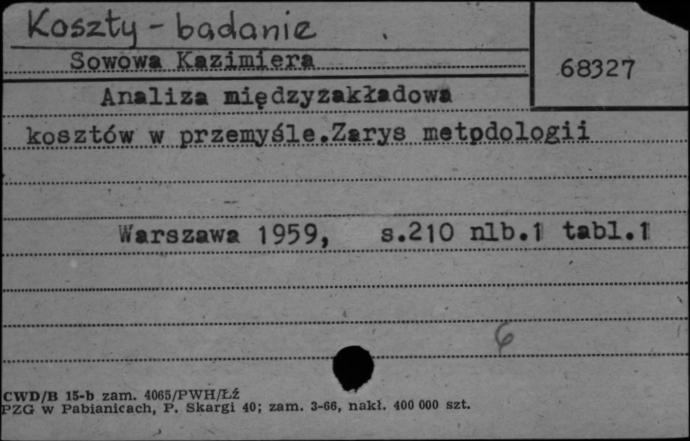 Koszty - badanie
Sowowa Kazimiera
68327
Analiza międzyzakładowa
kosztów w przemyśle.Zarys metodologii
Warszawa 1959, s.210 nlb.1 tabl.1
6
CWD/B 15-b zam. 4065/PWH/Łź
PZG w Pabianicach, P. Skargi 40; zam. 3-66, nakł. 400 000 szt.